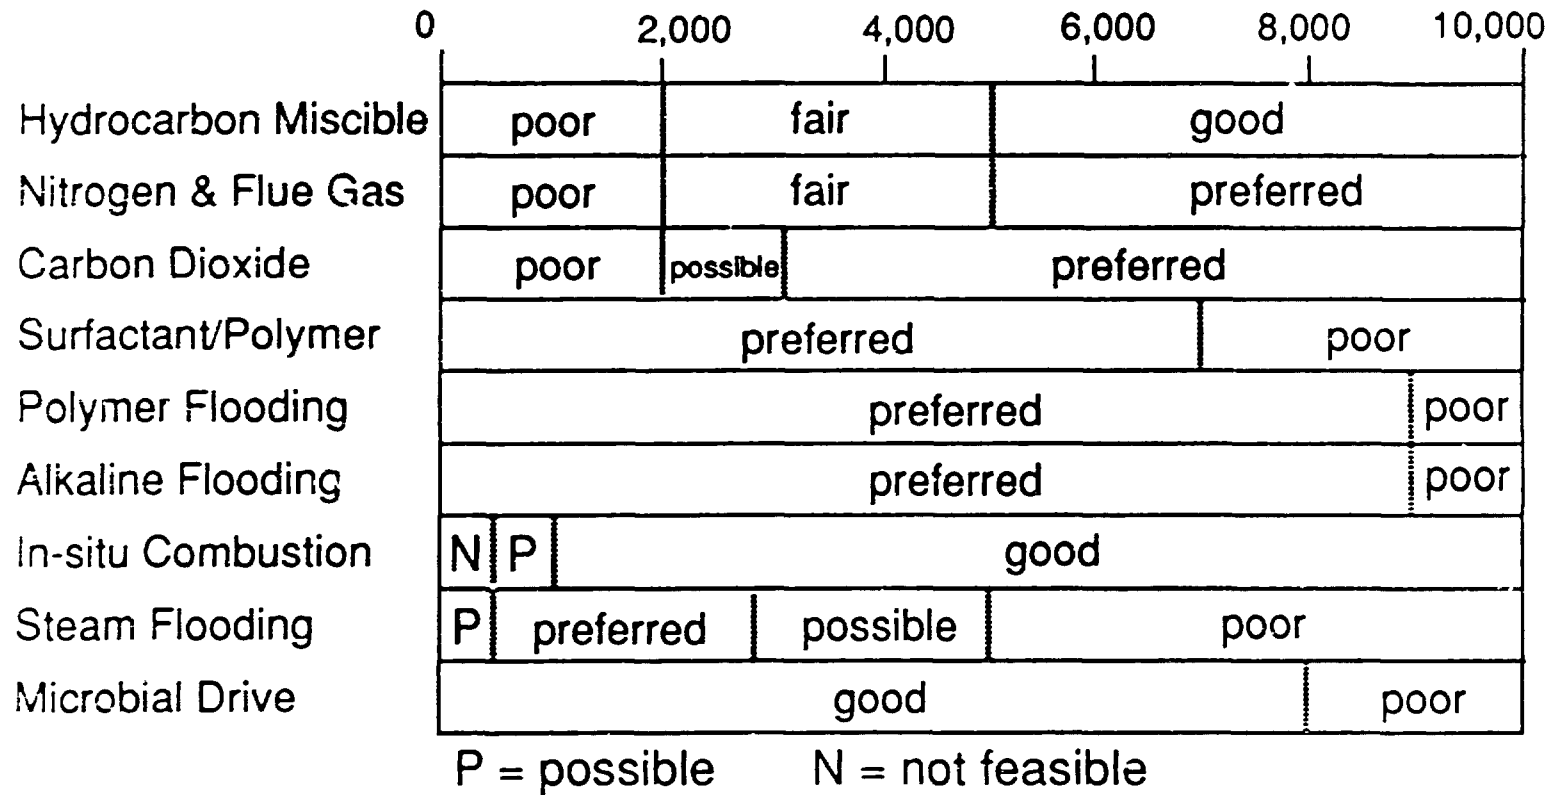 0 2,000 4,000 6,000 8,000 10,000
Hydrocarbon Miscible poor fair good
Nitrogen & Flue Gas poor fair preferred
Carbon Dioxide poor possible preferred
Surfactant/Polymer preferred poor
Polymer Flooding preferred poor
Alkaline Flooding preferred poor
In-situ Combustion N P good
Steam Flooding P preferred possible poor
Microbial Drive good poor
P = possible N = not feasible